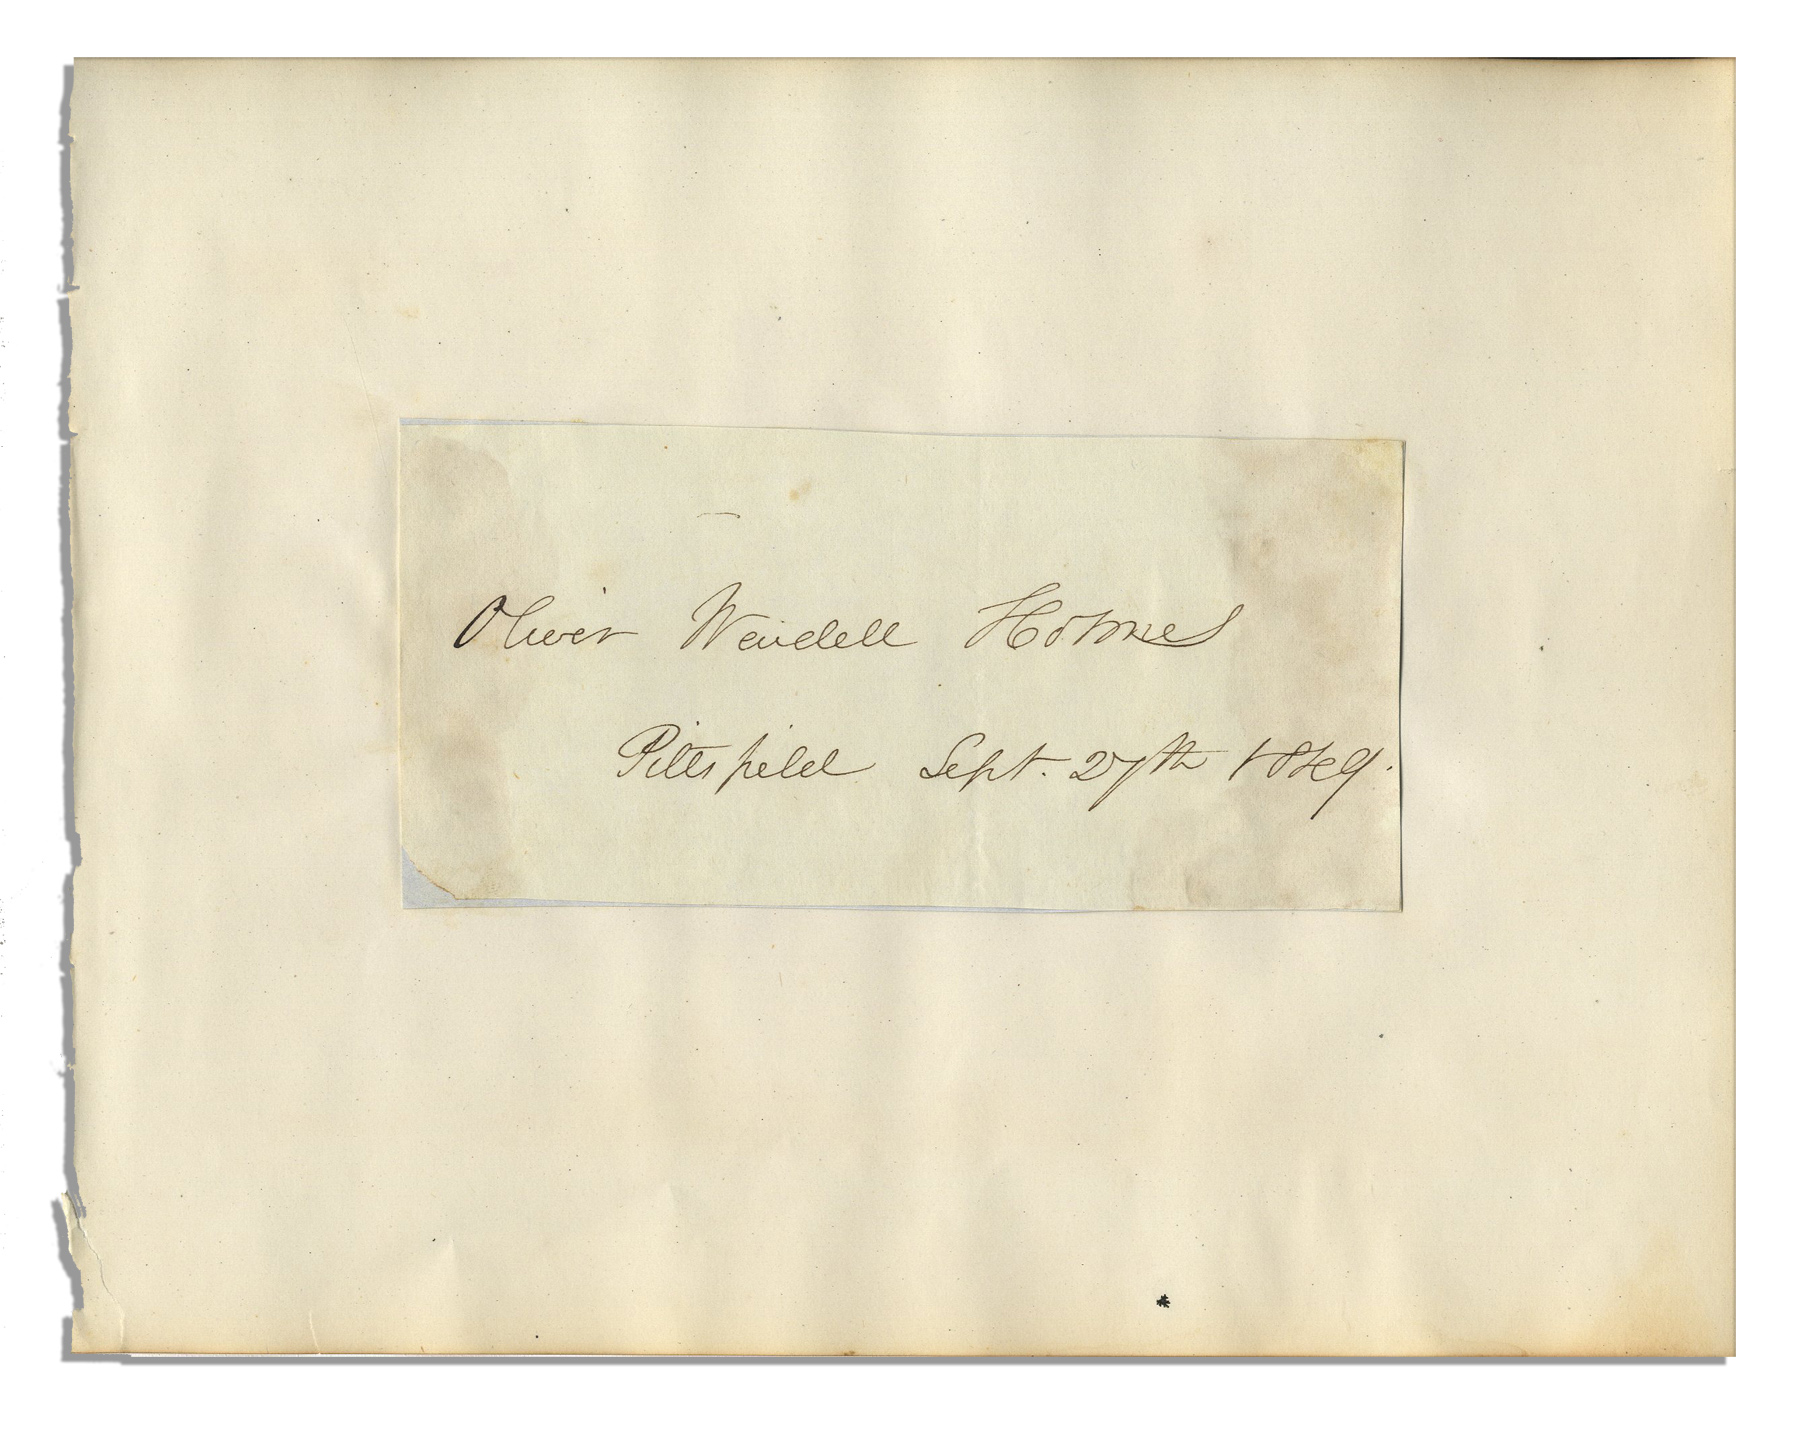 Oliver Wendell Holmes
Pittsfield Sept. 27th 1849.